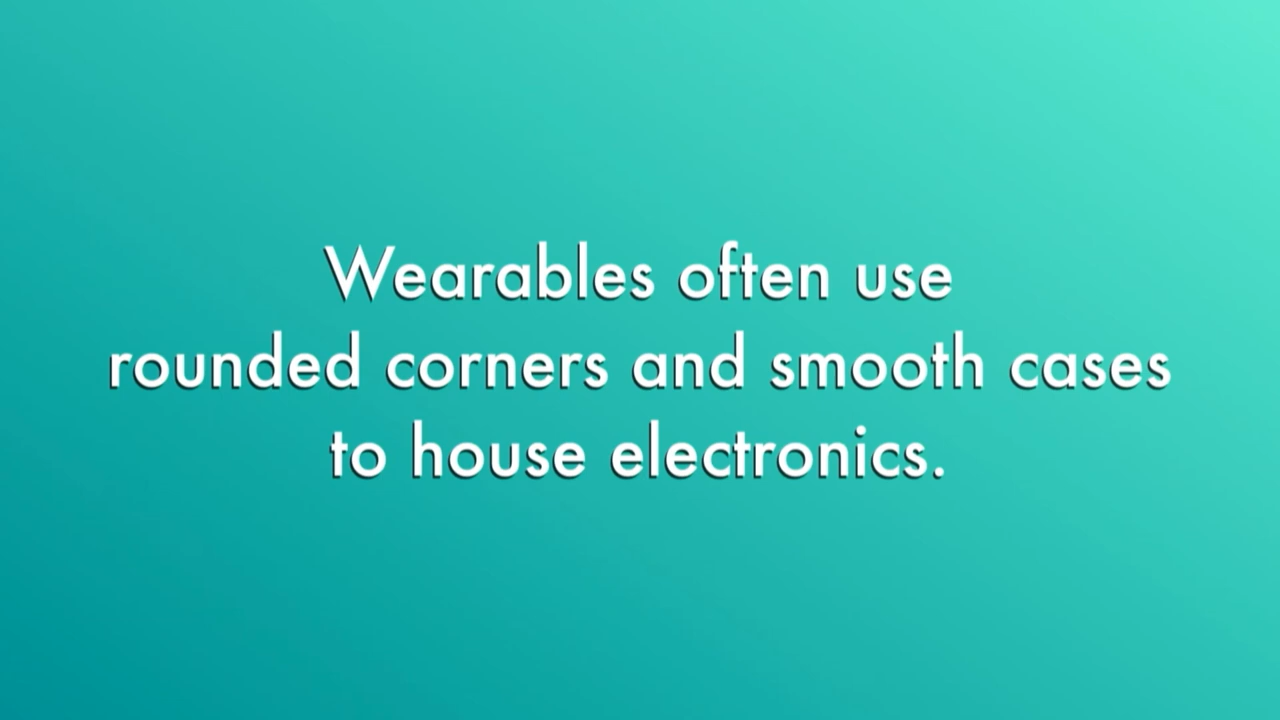 Wearables often use
rounded corners and smooth cases
to house electronics.